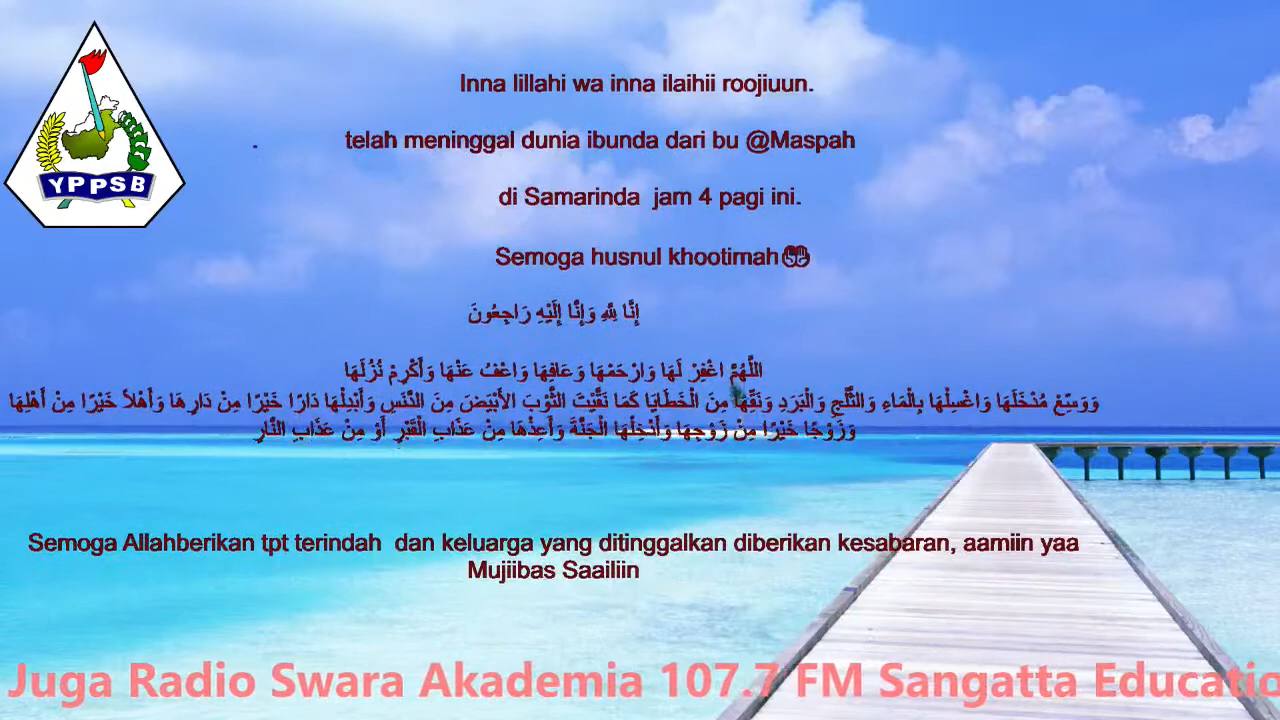 YPPSB
Inna lillahi wa inna ilaihii roojiuun.
telah meninggal dunia ibunda dari bu @Maspah
di Samarinda jam 4 pagi ini.
Semoga husnul khootimah
إِنَّا لِلَّهِ وَإِنَّا إِلَيْهِ رَاجِعُونَ
اللَّهُمَّ اغْفِرْ لَهَا وَارْحَمْهَا وَعَافِهَا وَاعْفُ عَنْهَا وَأَكْرِمْ نُزُلَهَا
وَوَسِّعْ مُدْخَلَهَا وَاغْسِلْهَا بِالْمَاءِ وَالثَّلْجِ وَالْبَرَدِ وَنَقِّهَا مِنَ الْخَطَايَا كَمَا نَقَّيْتَ الثَّوْبَ الأَبْيَضَ مِنَ الدَّنَسِ وَأَبْدِلْهَا دَارًا خَيْرًا مِنْ دَارِهَا وَأَهْلاً خَيْرًا مِنْ أَهْلِهَا
وَزَوْجًا خَيْرًا مِنْ زَوْجِهَا وَأَدْخِلْهَا الْجَنَّةَ وَأَعِذْهَا مِنْ عَذَابِ الْقَبْرِ أَوْ مِنْ عَذَابِ النَّارِ
Semoga Allahberikan tpt terindah dan keluarga yang ditinggalkan diberikan kesabaran, aamiin yaa
Mujiibas Saailiin
Juga Radio Swara Akademia 107.7 FM Sangatta Educatio